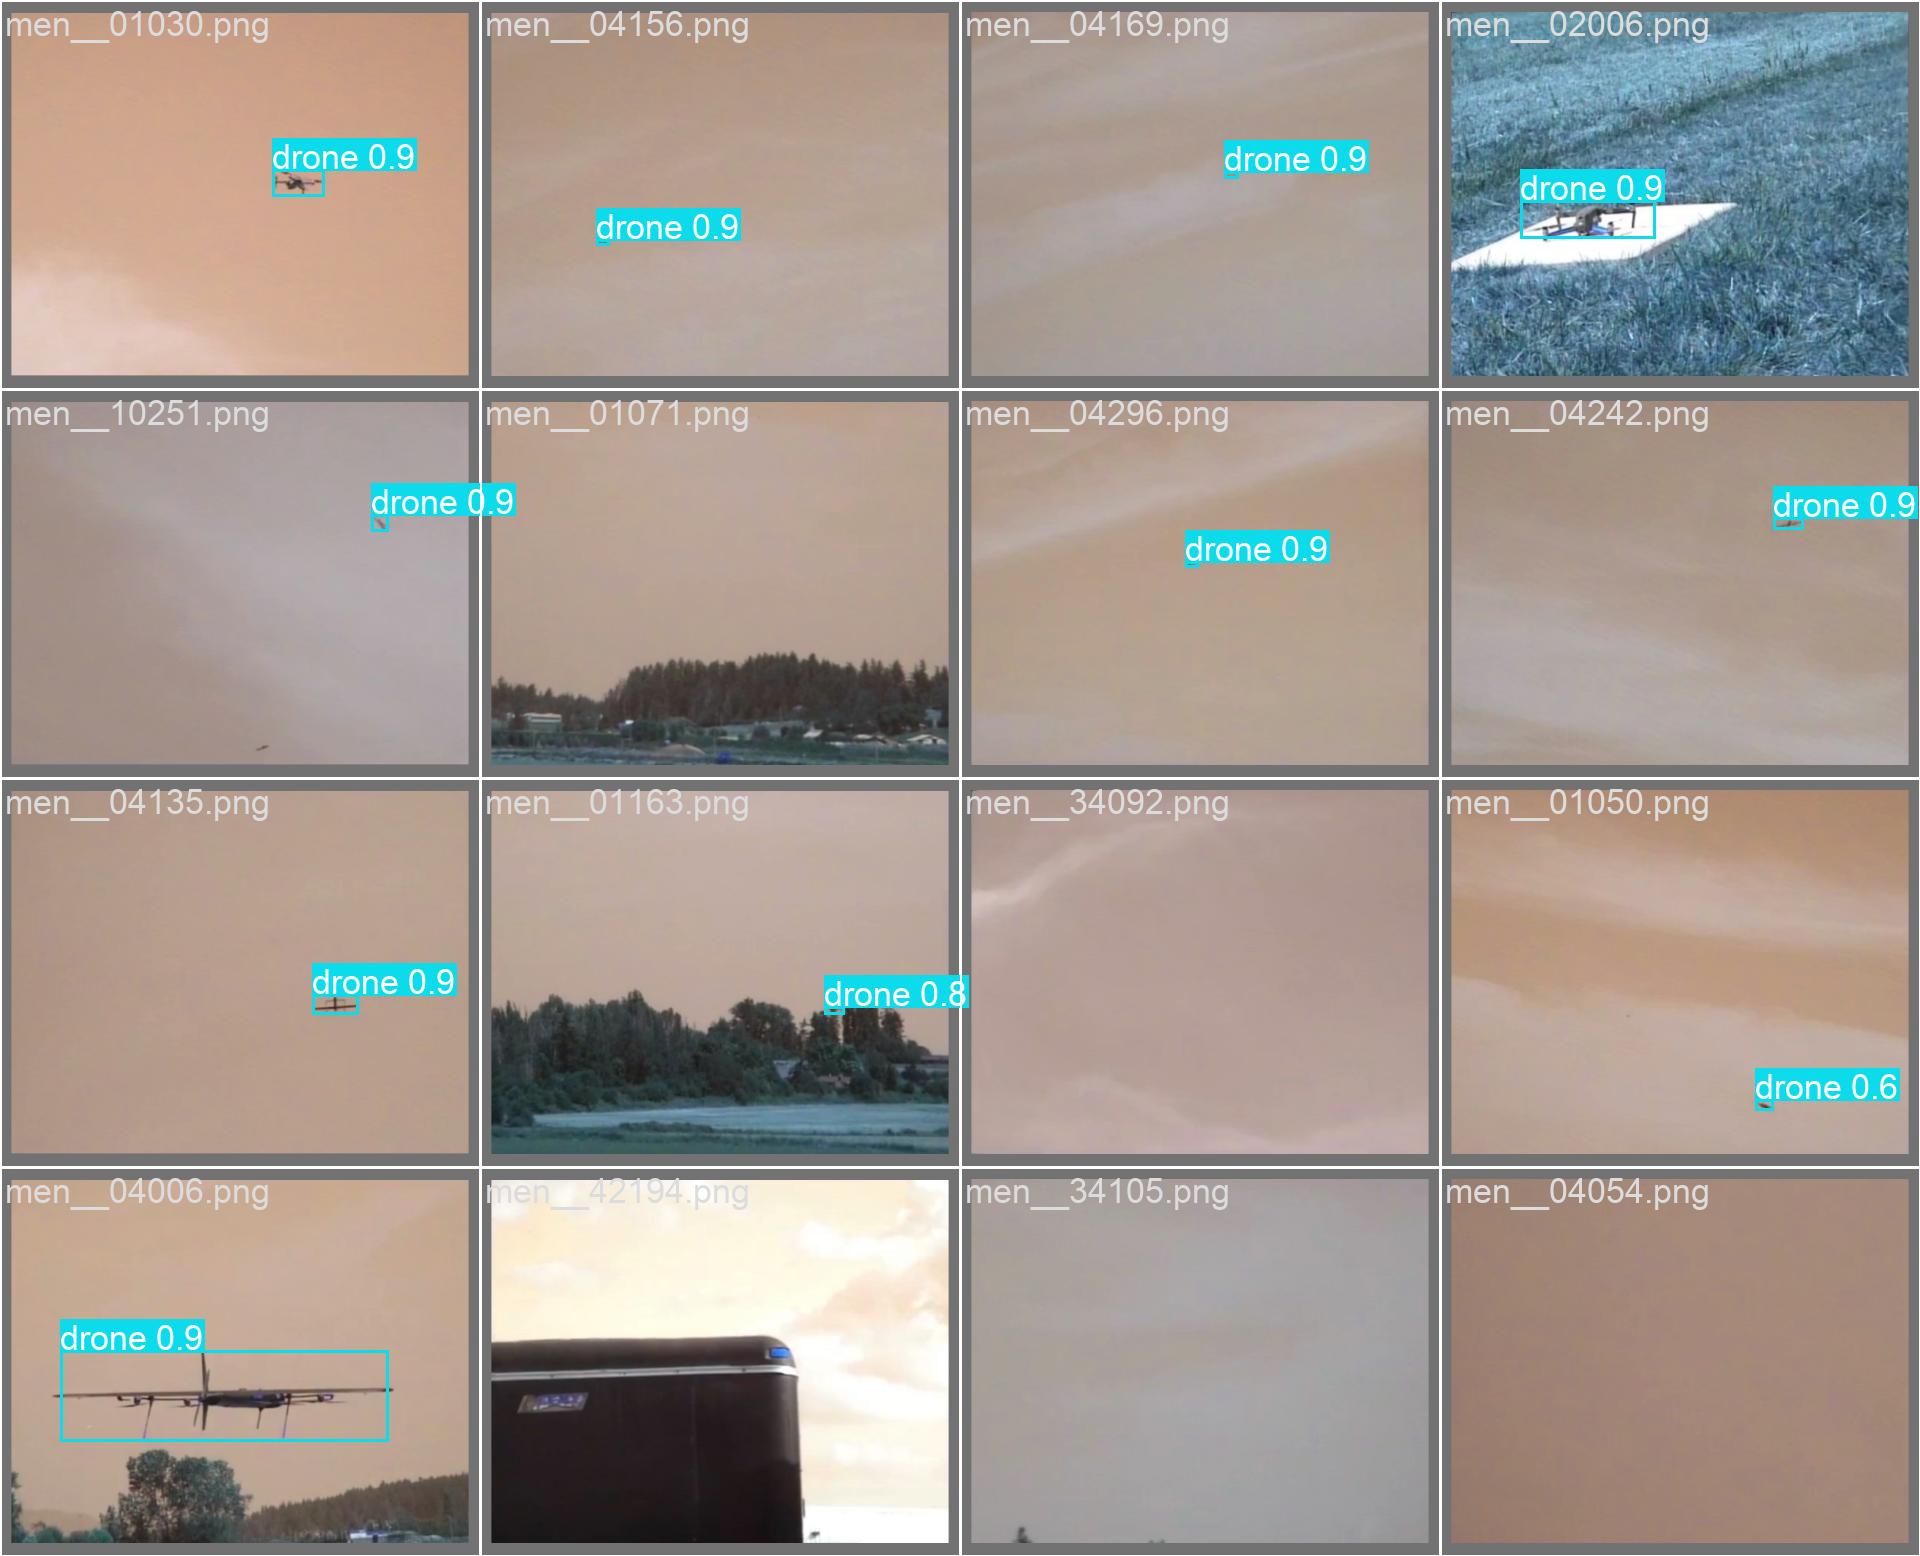 men__01030.png
men__04156.png
men__04169.png
men__02006.png
drone 0.9
drone 0.9
drone 0.9
drone 0.9
men__10251.png
men__01071.png
men__04296.png
men__04242.png
drone 0.9
drone 0.9
drone 0.9
men__04135.png
men__01163.png
men__34092.png
men__01050.png
drone 0.9
drone 0.8
drone 0.6
men__04006.png
men__42194.png
men__34105.png
men__04054.png
drone 0.9